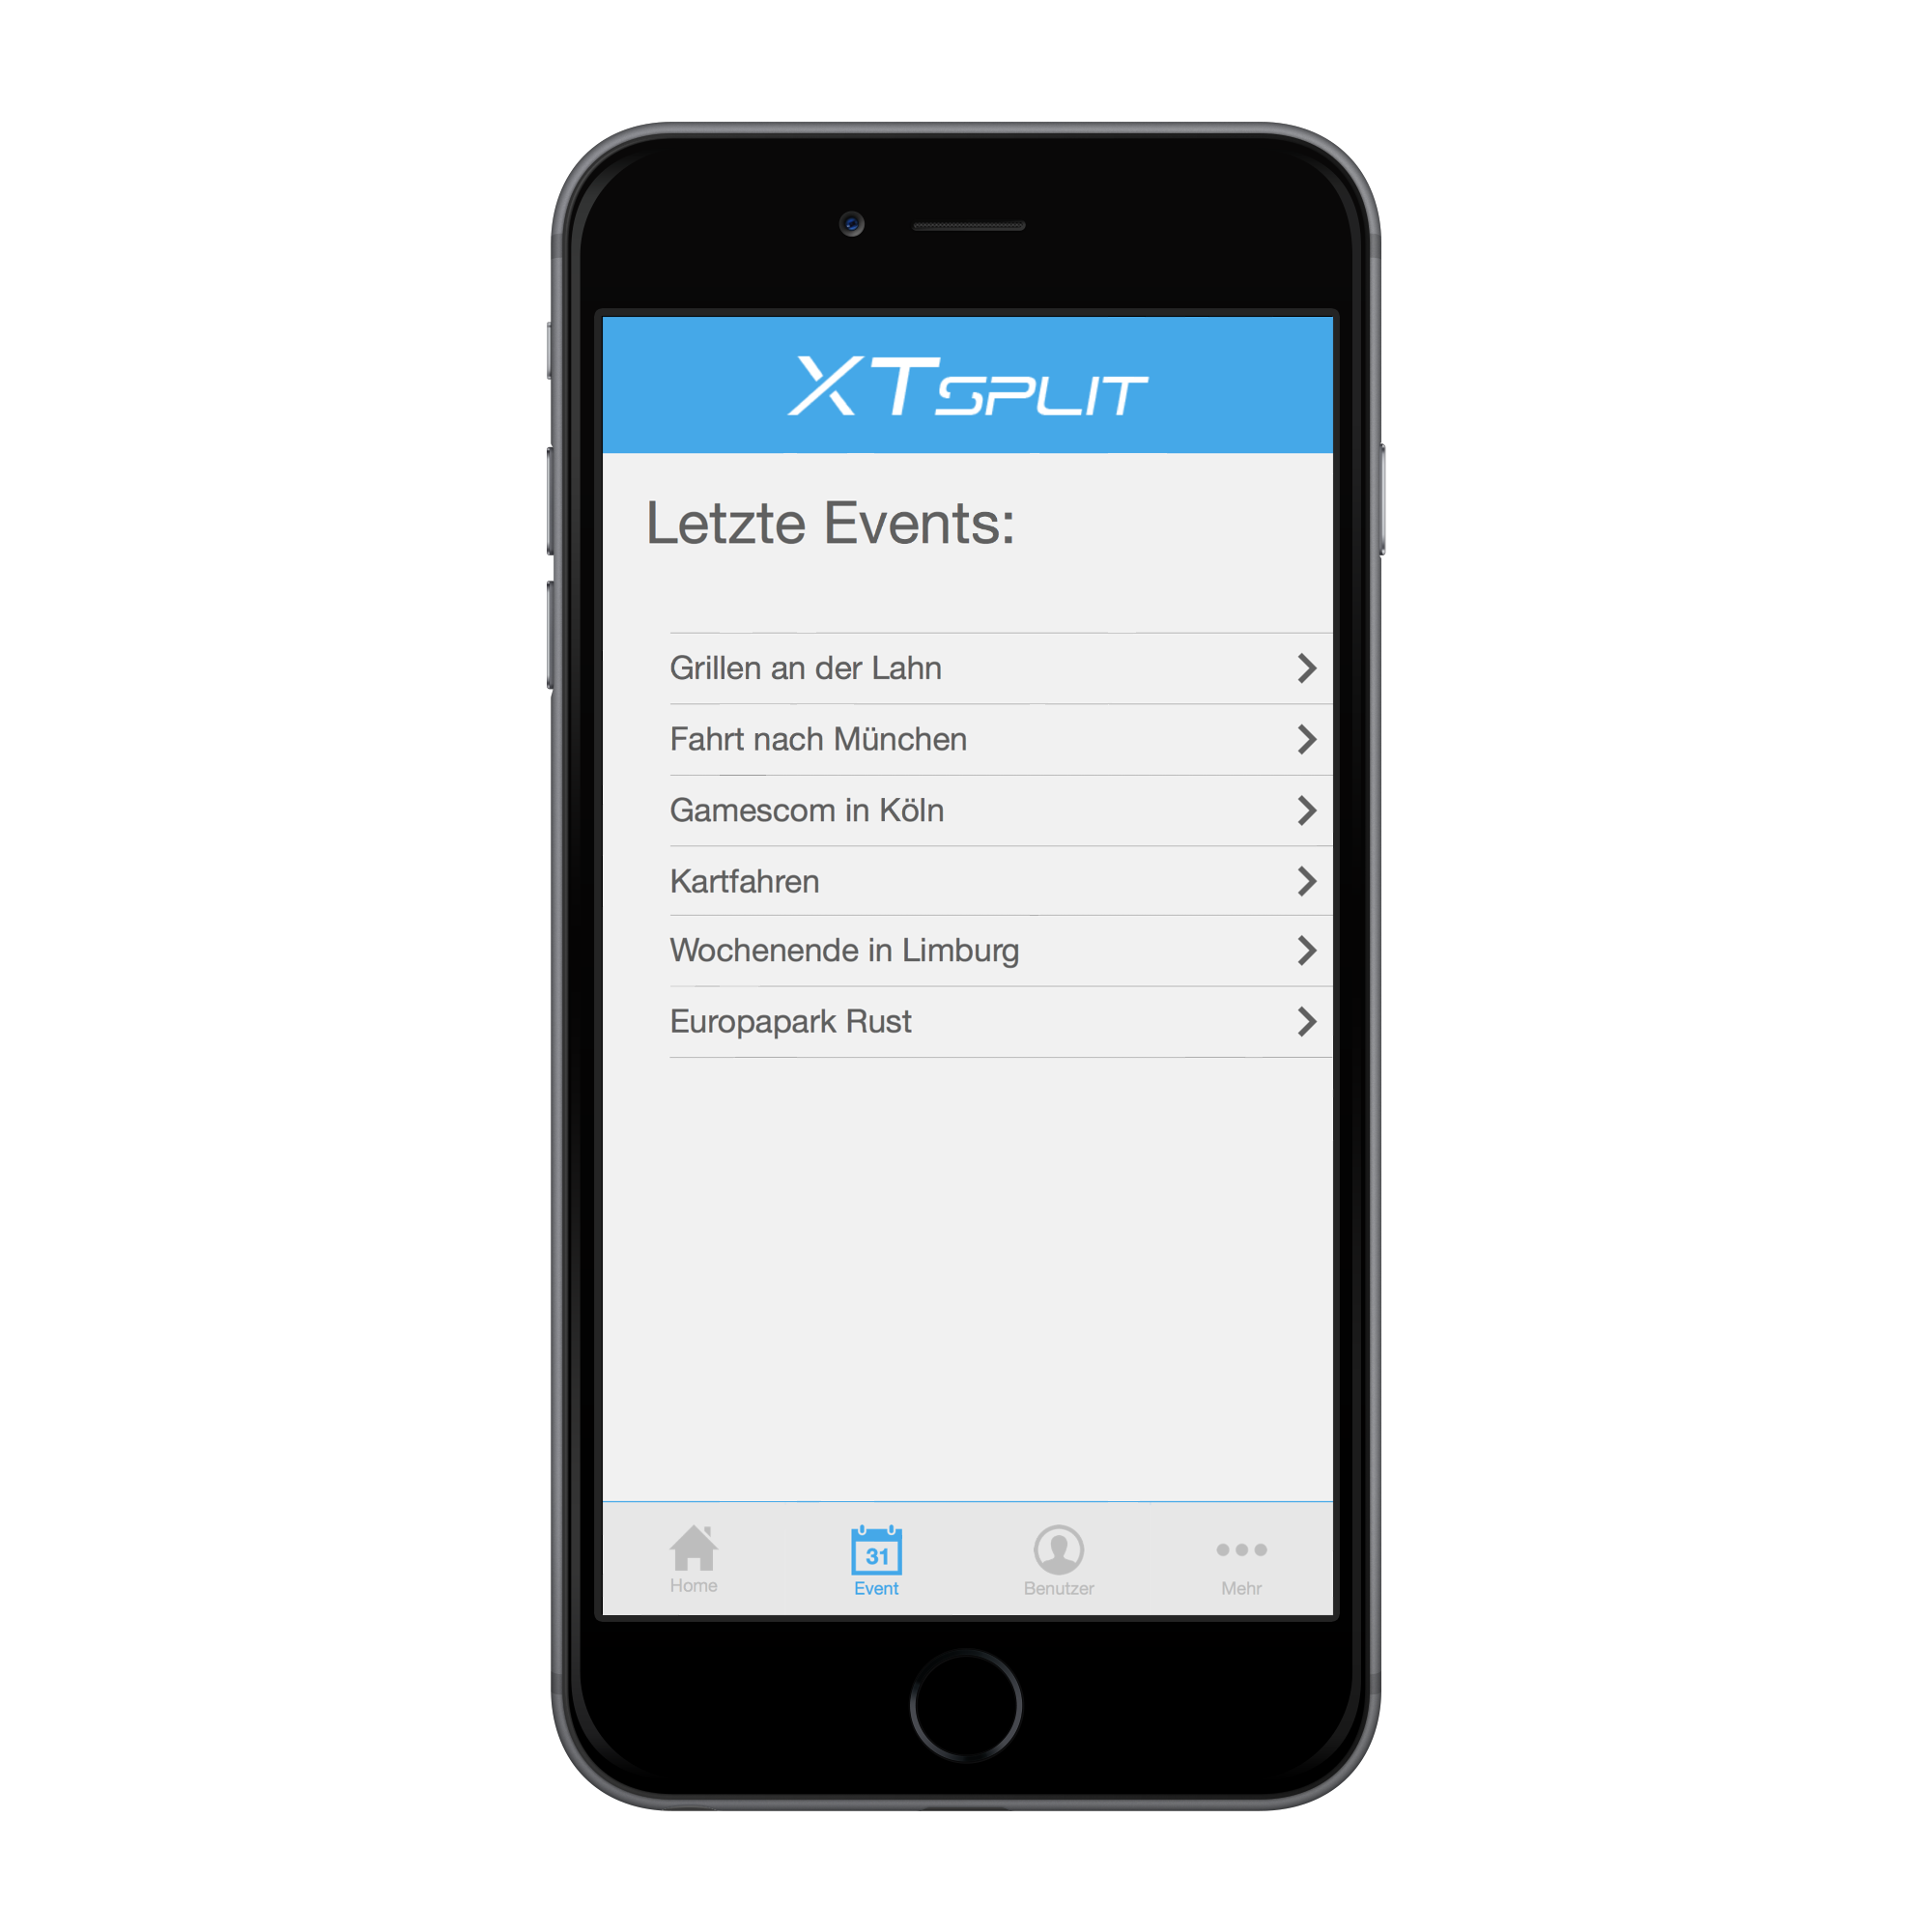 XTSPLIT
Letzte Events:
Grillen an der Lahn
Fahrt nach München
Gamescom in Köln
Kartfahren
Wochenende in Limburg
Europapark Rust
31
Home
Event
Benutzer
Mehr